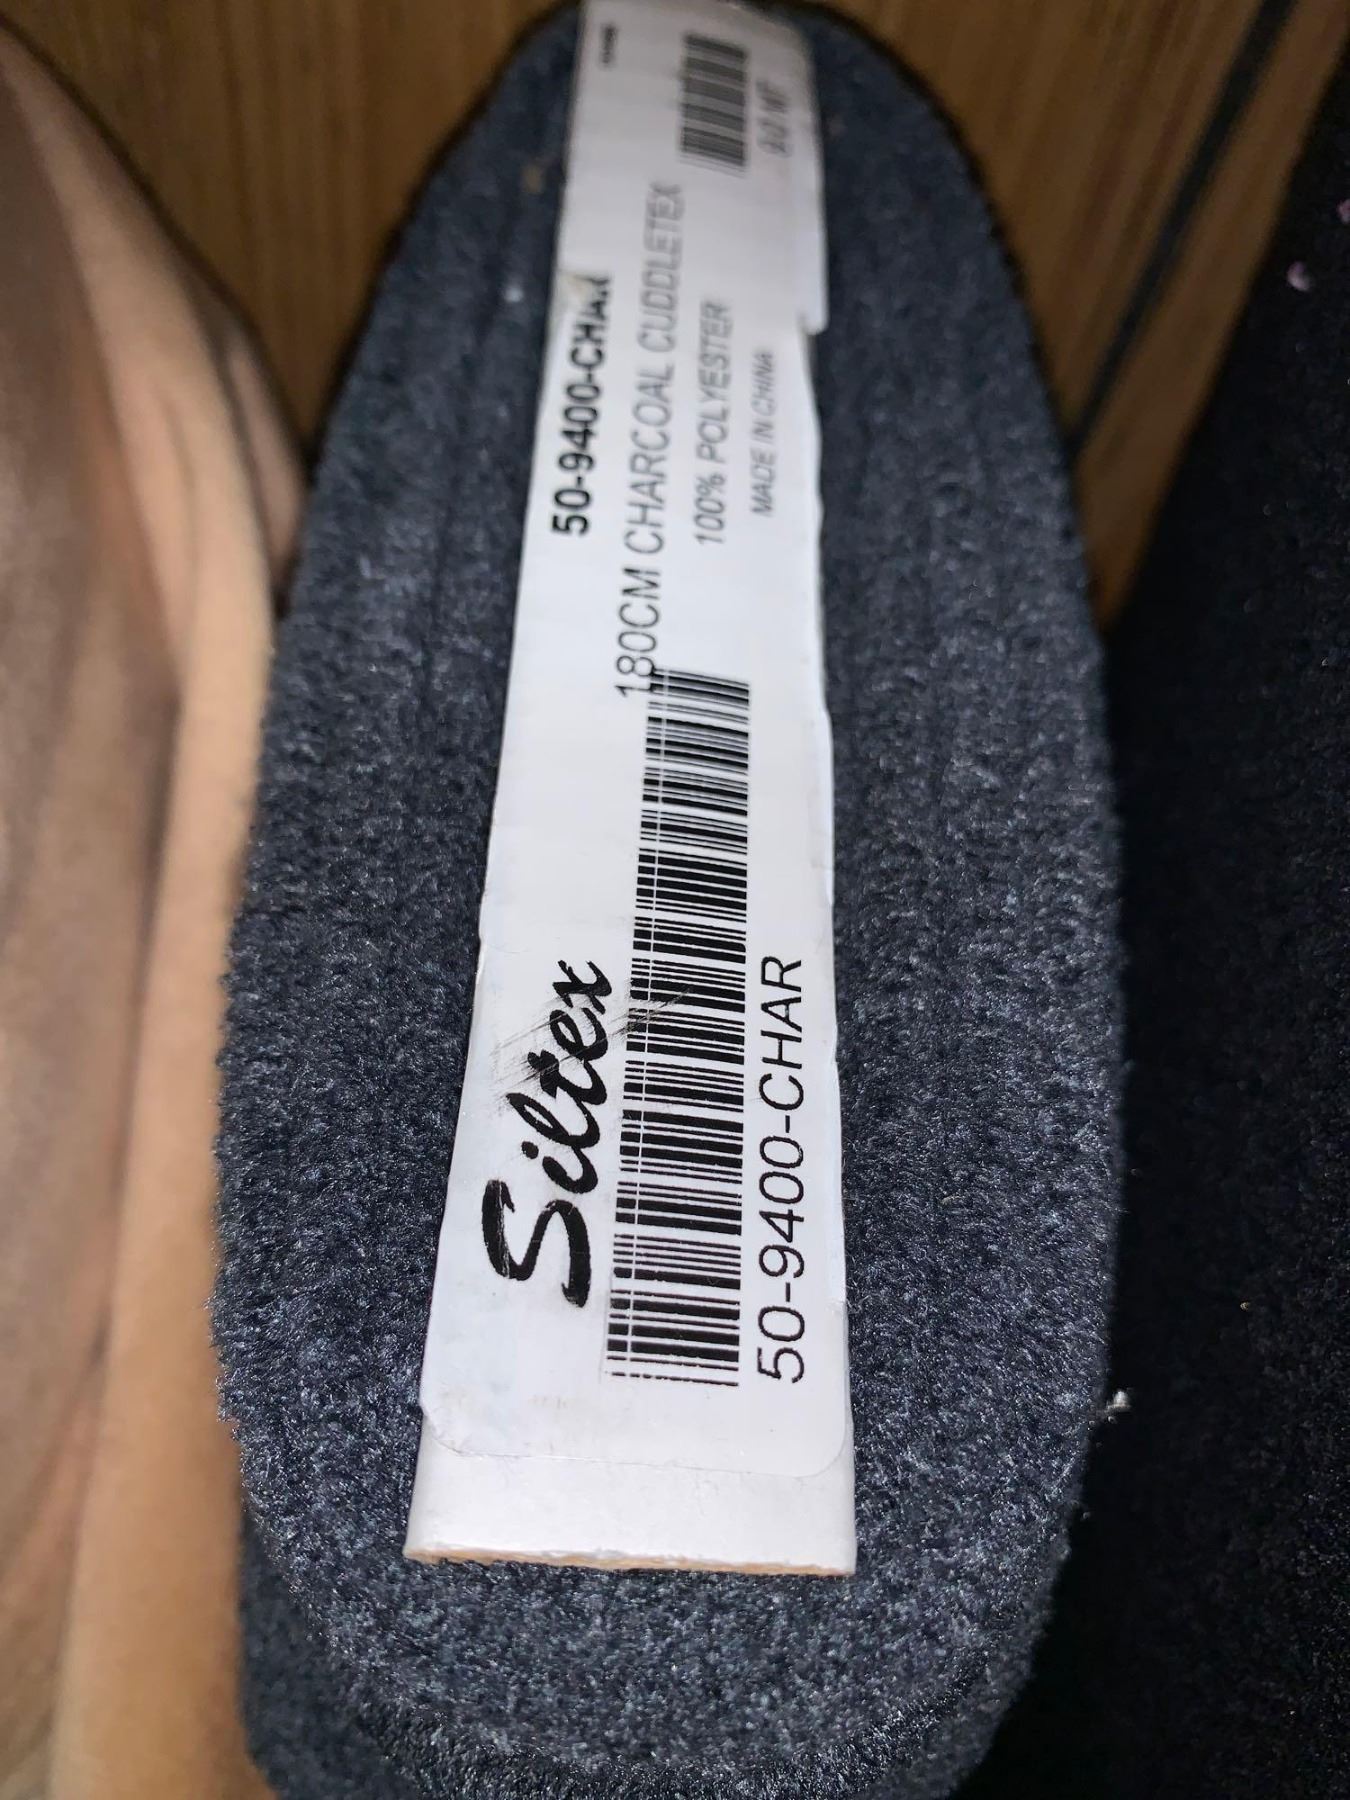 50-9400-CHAR
180CM CHARCOAL CUDDLETEX
100% POLYESTER
MADE IN CHINA
Siltex
50-9400-CHAR